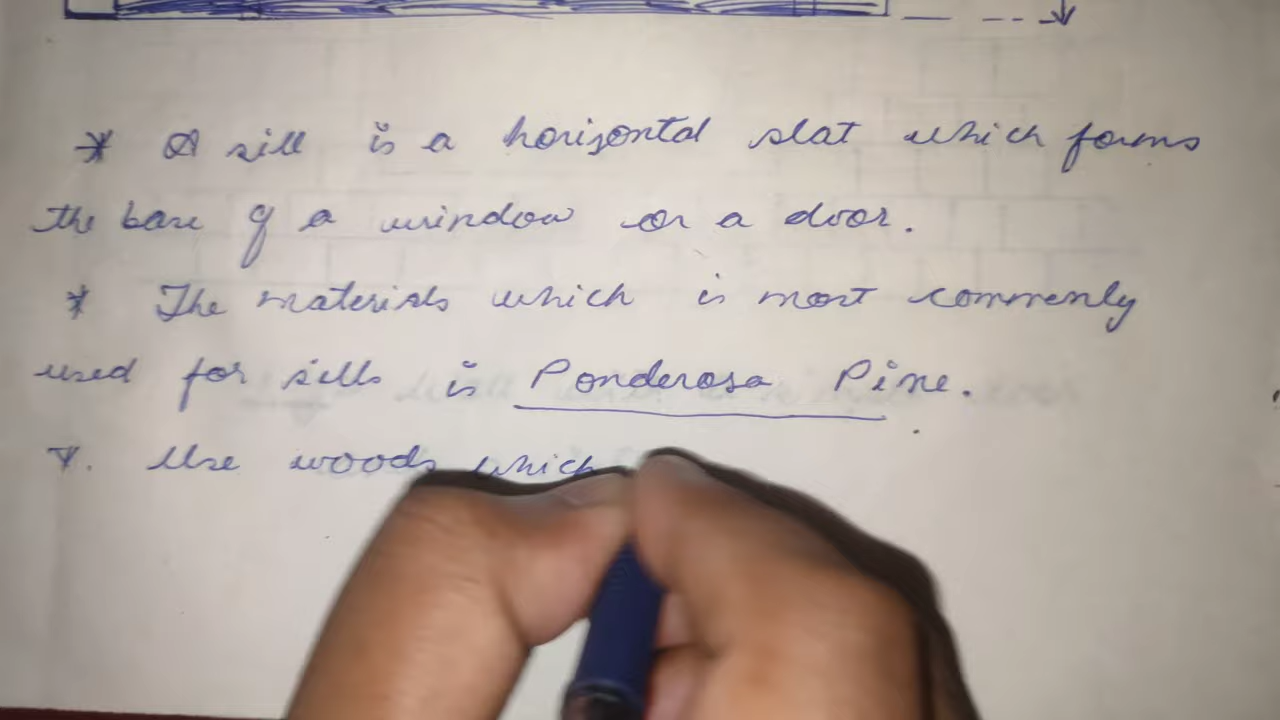 * A sill is a horizontal slat which forms
the base of a window or a door.
* The materials which is most commonly
used for sills is Ponderosa Pine.
* Use woods which